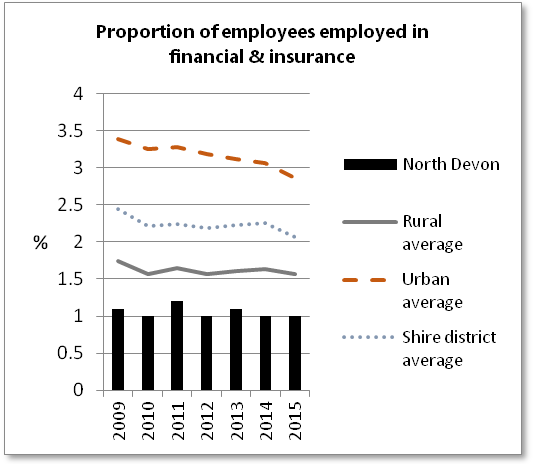 Proportion of employees employed in
financial & insurance
4
3.5
3
2.5
2
1.5
1
0.5
0
%
2009 2010 2011 2012 2013 2014 2015
North Devon
Rural
average
Urban
average
Shire district
average